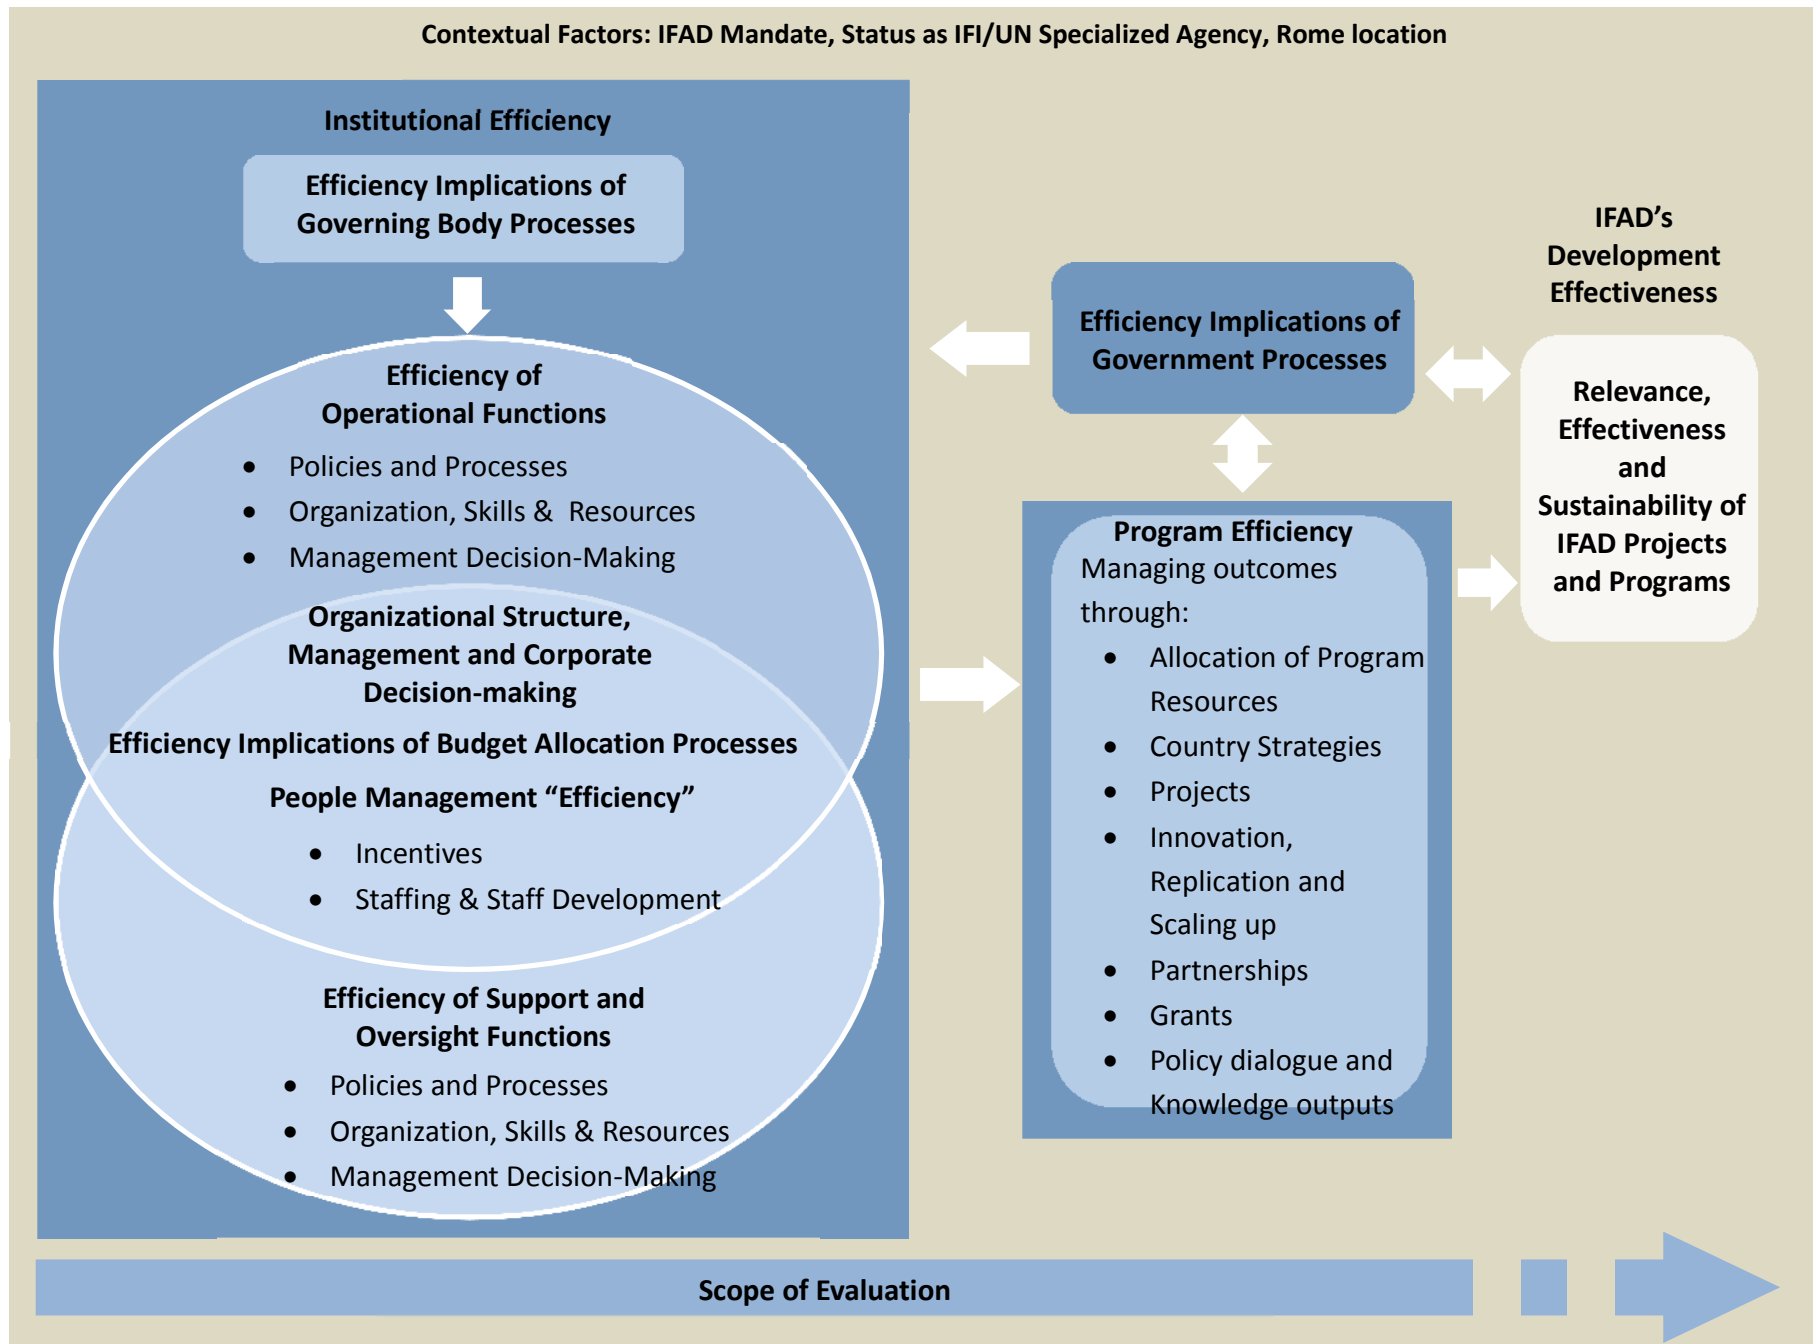 Contextual Factors: IFAD Mandate, Status as IFI/UN Specialized Agency, Rome location
Institutional Efficiency
Efficiency Implications of
Governing Body Processes
Efficiency of
Operational Functions
• Policies and Processes
• Organization, Skills & Resources
• Management Decision-Making
Organizational Structure,
Management and Corporate
Decision-making
Efficiency Implications of Budget Allocation Processes
People Management “Efficiency”
• Incentives
• Staffing & Staff Development
Efficiency of Support and
Oversight Functions
• Policies and Processes
• Organization, Skills & Resources
• Management Decision-Making
Efficiency Implications of
Government Processes
Program Efficiency
Managing outcomes
through:
• Allocation of Program
Resources
• Country Strategies
• Projects
• Innovation,
Replication and
Scaling up
• Partnerships
• Grants
• Policy dialogue and
Knowledge outputs
IFAD’s
Development
Effectiveness
Relevance,
Effectiveness
and
Sustainability of
IFAD Projects
and Programs
Scope of Evaluation